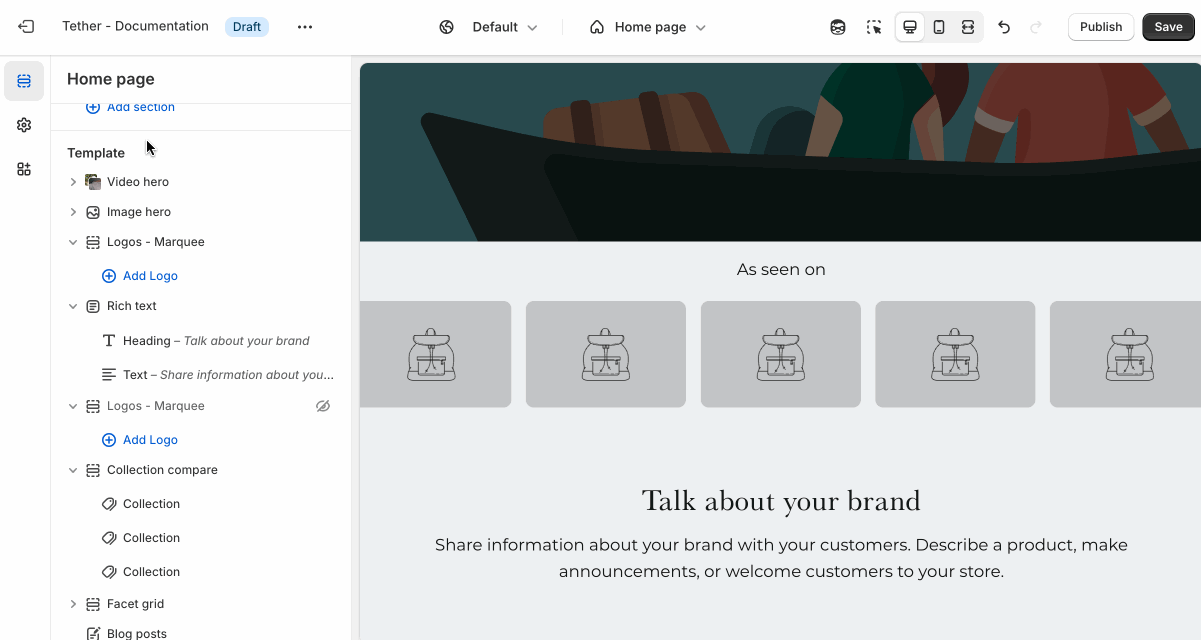 Tether - Documentation
Draft
Default
Home page
Publish
Save
Home page
Add section
Template
Video hero
Image hero
Logos - Marquee
Add Logo
Rich text
Heading – Talk about your brand
Text – Share information about you...
Logos - Marquee
Add Logo
Collection compare
Collection
Collection
Collection
Facet grid
Blog posts
As seen on
Talk about your brand
Share information about your brand with your customers. Describe a product, make
announcements, or welcome customers to your store.